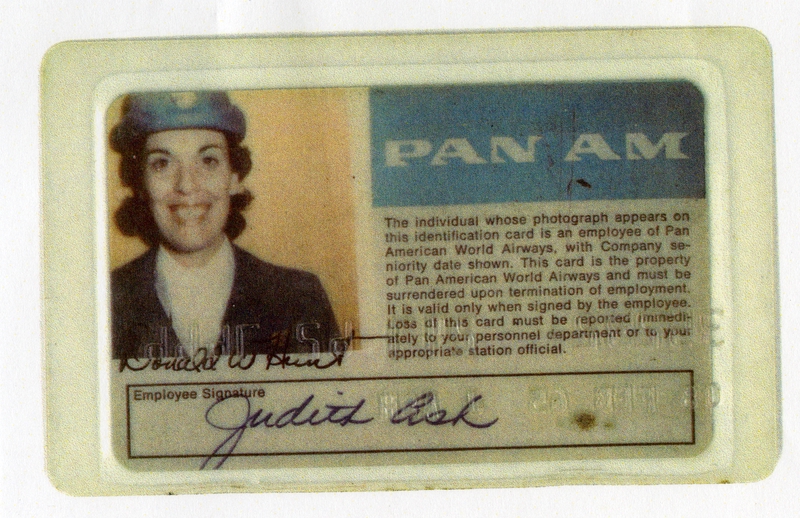 PAN AM
The individual whose photograph appears on
this identification card is an employee of Pan
American World Airways, with Company se-
niority date shown. This card is the property
of Pan American World Airways and must be
surrendered upon termination of employment.
It is valid only when signed by the employee.
Loss of this card must be reported immedi-
ately to your personnel department or to your
appropriate station official.
Donald W Hunt
Employee Signature
Judith Ash